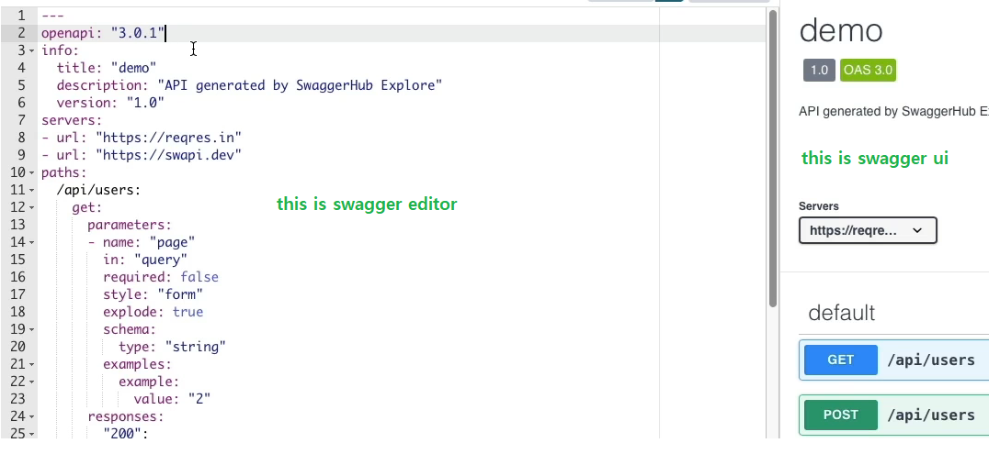 1 ---
2 openapi: "3.0.1"
3 info:
4 title: "demo"
5 description: "API generated by SwaggerHub Explore"
6 version: "1.0"
7 servers:
8 - url: "https://reqres.in"
9 - url: "https://swapi.dev"
10 paths:
11 /api/users:
12 get:
13 parameters:
14 - name: "page"
15 in: "query"
16 required: false
17 style: "form"
18 explode: true
19 schema:
20 type: "string"
21 examples:
22 example:
23 value: "2"
24 responses:
25 "200":
this is swagger editor
demo
1.0 OAS 3.0
API generated by SwaggerHub E
this is swagger ui
Servers
https://reqre...
default
GET /api/users
POST /api/users